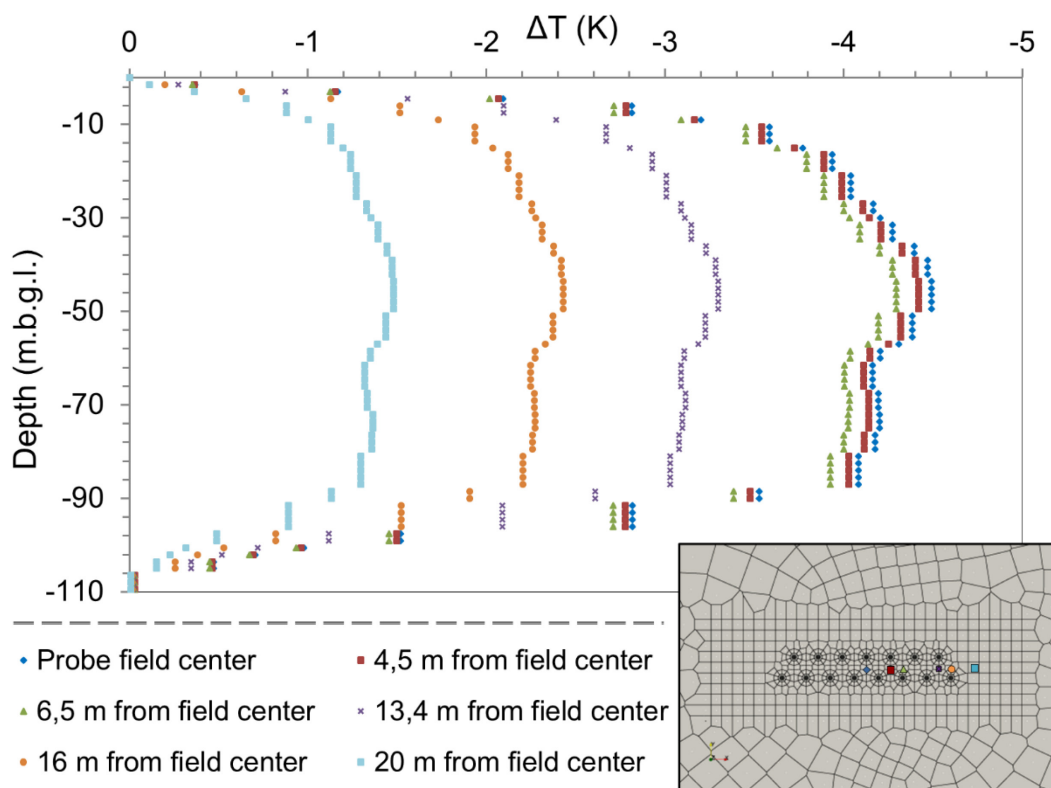 ΔT (K)
0 -1 -2 -3 -4 -5
-10
-30
-50
-70
-90
-110
Depth (m.b.g.l.)
Probe field center
4,5 m from field center
6,5 m from field center
13,4 m from field center
16 m from field center
20 m from field center